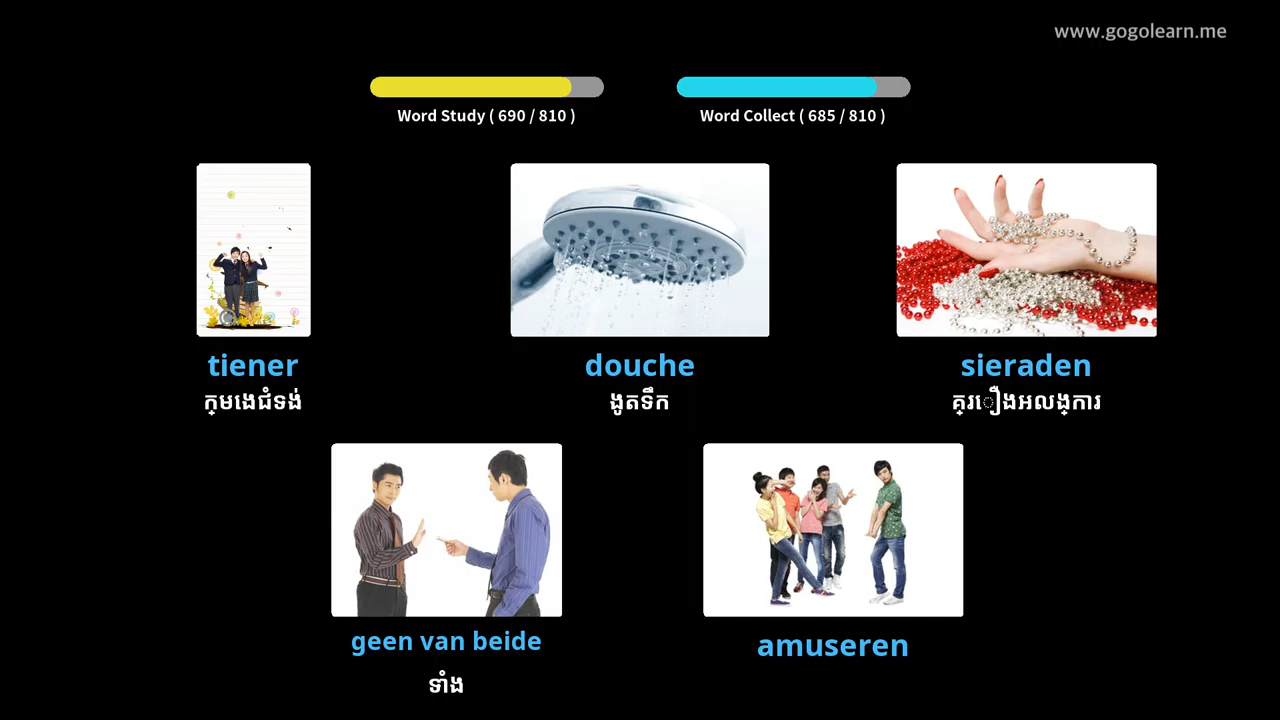 www.gogolearn.me
Word Study ( 690 / 810 )
Word Collect ( 685 / 810 )
tiener
ក្មេងជំទង់
douche
ងូតទឹក
sieraden
គ្រឿងអលង្ការ
geen van beide
ទាំង
amuseren